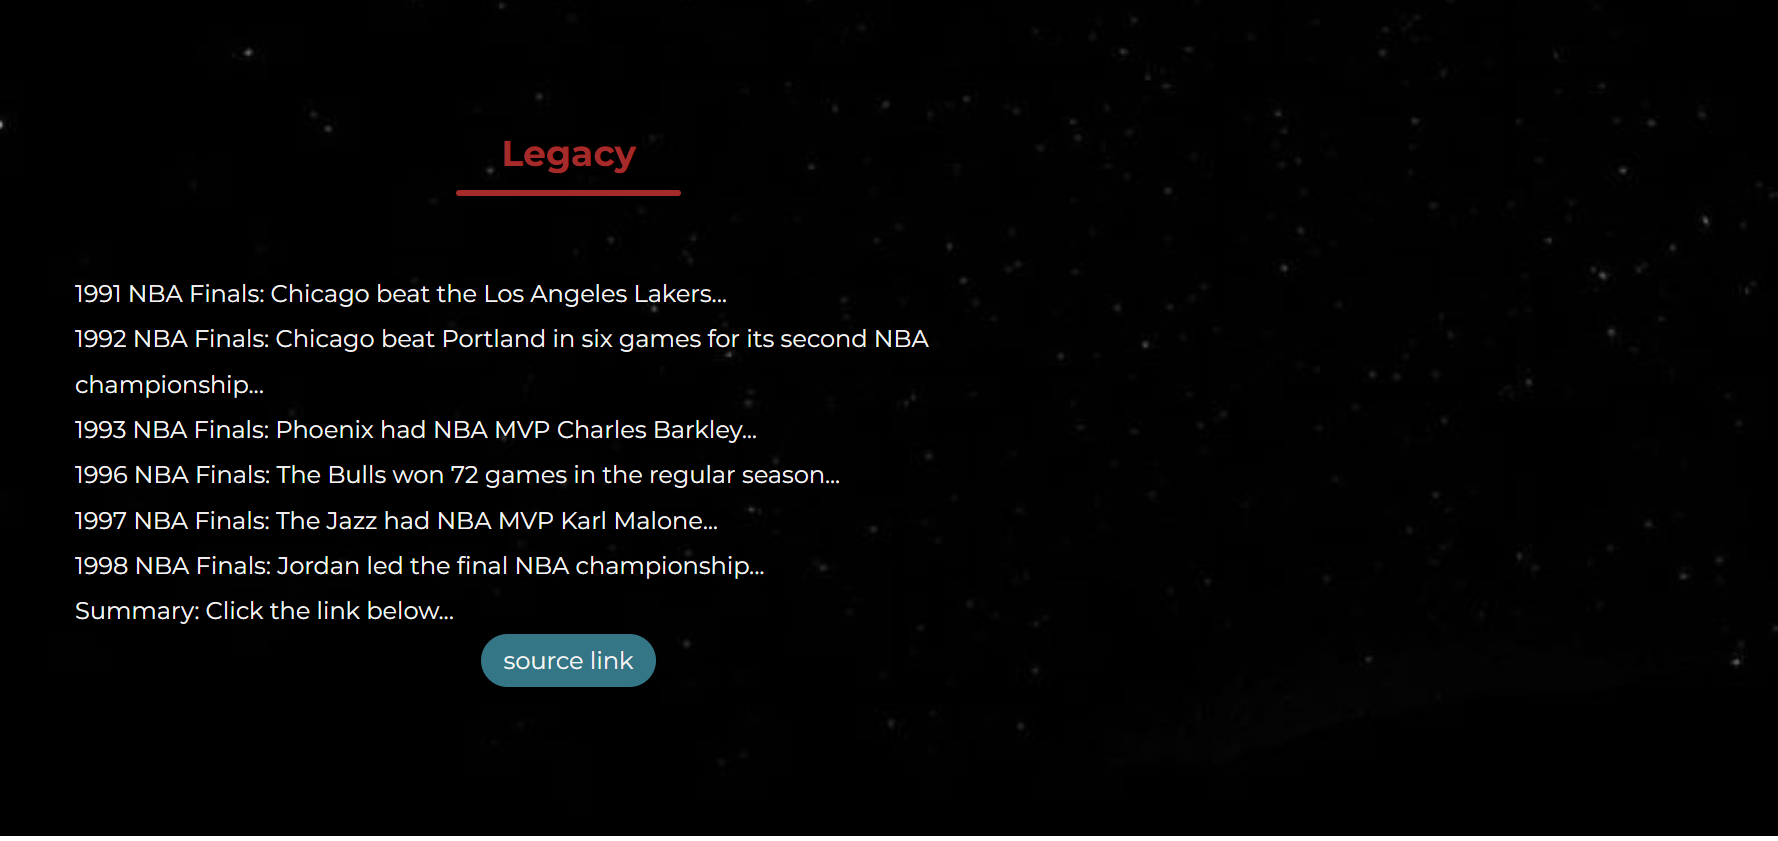 Legacy
1991 NBA Finals: Chicago beat the Los Angeles Lakers...
1992 NBA Finals: Chicago beat Portland in six games for its second NBA
championship...
1993 NBA Finals: Phoenix had NBA MVP Charles Barkley...
1996 NBA Finals: The Bulls won 72 games in the regular season...
1997 NBA Finals: The Jazz had NBA MVP Karl Malone...
1998 NBA Finals: Jordan led the final NBA championship...
Summary: Click the link below...
source link